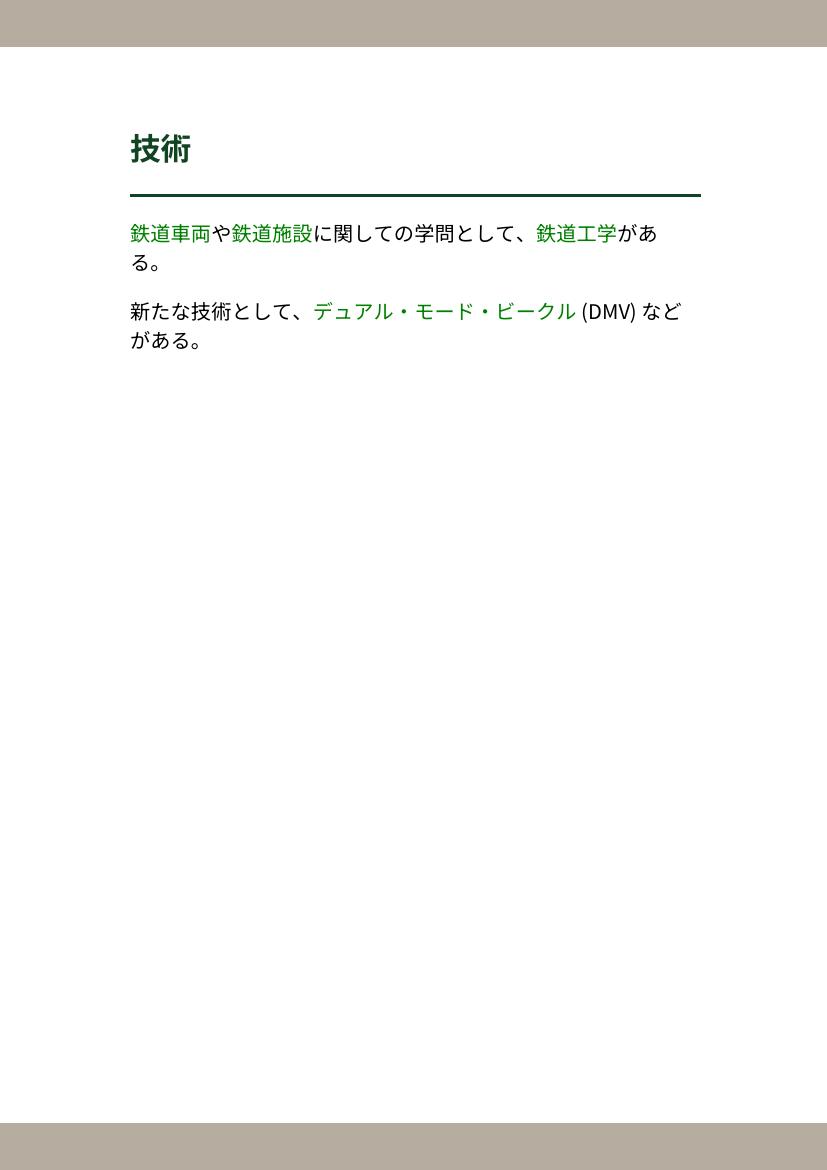 技術
鉄道車両や鉄道施設に関しての学問として、鉄道工学があ
る。
新たな技術として、デュアル・モード・ビークル (DMV) など
がある。